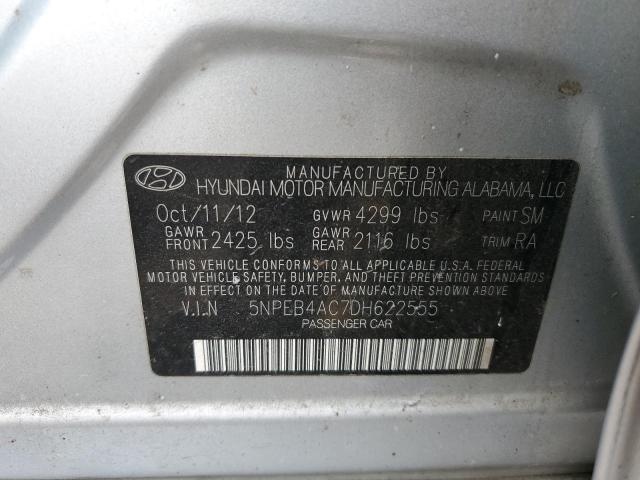 MANUFACTURED BY
HYUNDAI MOTOR MANUFACTURING ALABAMA, LLC
Oct/11/12 GVWR 4299 lbs PAINT SM
GAWR FRONT 2425 lbs GAWR REAR 2116 lbs TRIM RA
THIS VEHICLE CONFORMS TO ALL APPLICABLE U.S.A. FEDERAL
MOTOR VEHICLE SAFETY, BUMPER, AND THEFT PREVENTION STANDARDS
IN EFFECT ON THE DATE OF MANUFACTURE SHOWN ABOVE.
V.I.N 5NPEB4AC7DH622555
PASSENGER CAR